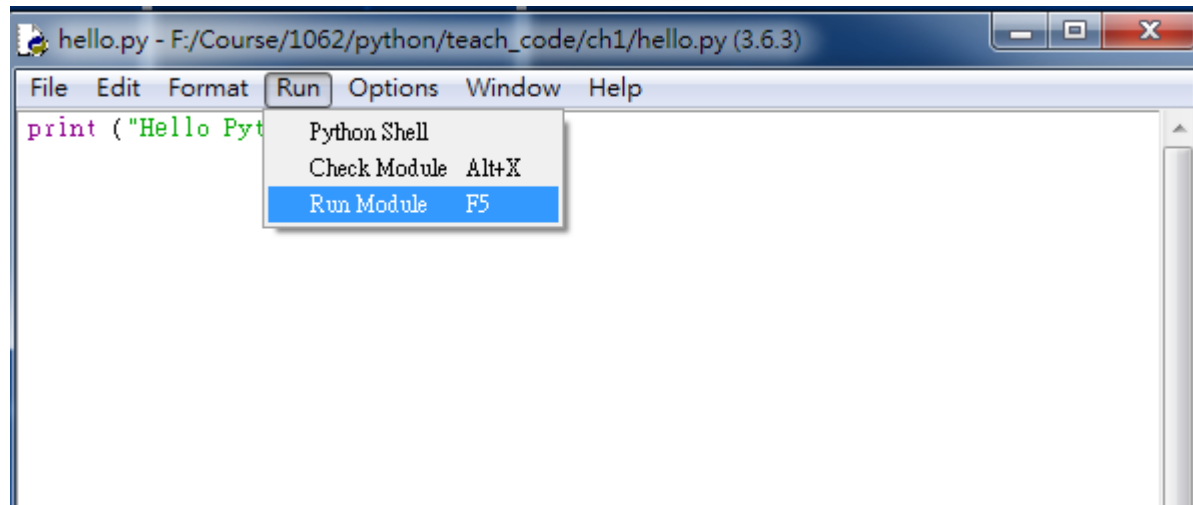 hello.py - F:/Course/1062/python/teach_code/ch1/hello.py (3.6.3)
File Edit Format Run Options Window Help
print ("Hello
Python Shell
Check Module Alt+X
Run Module F5